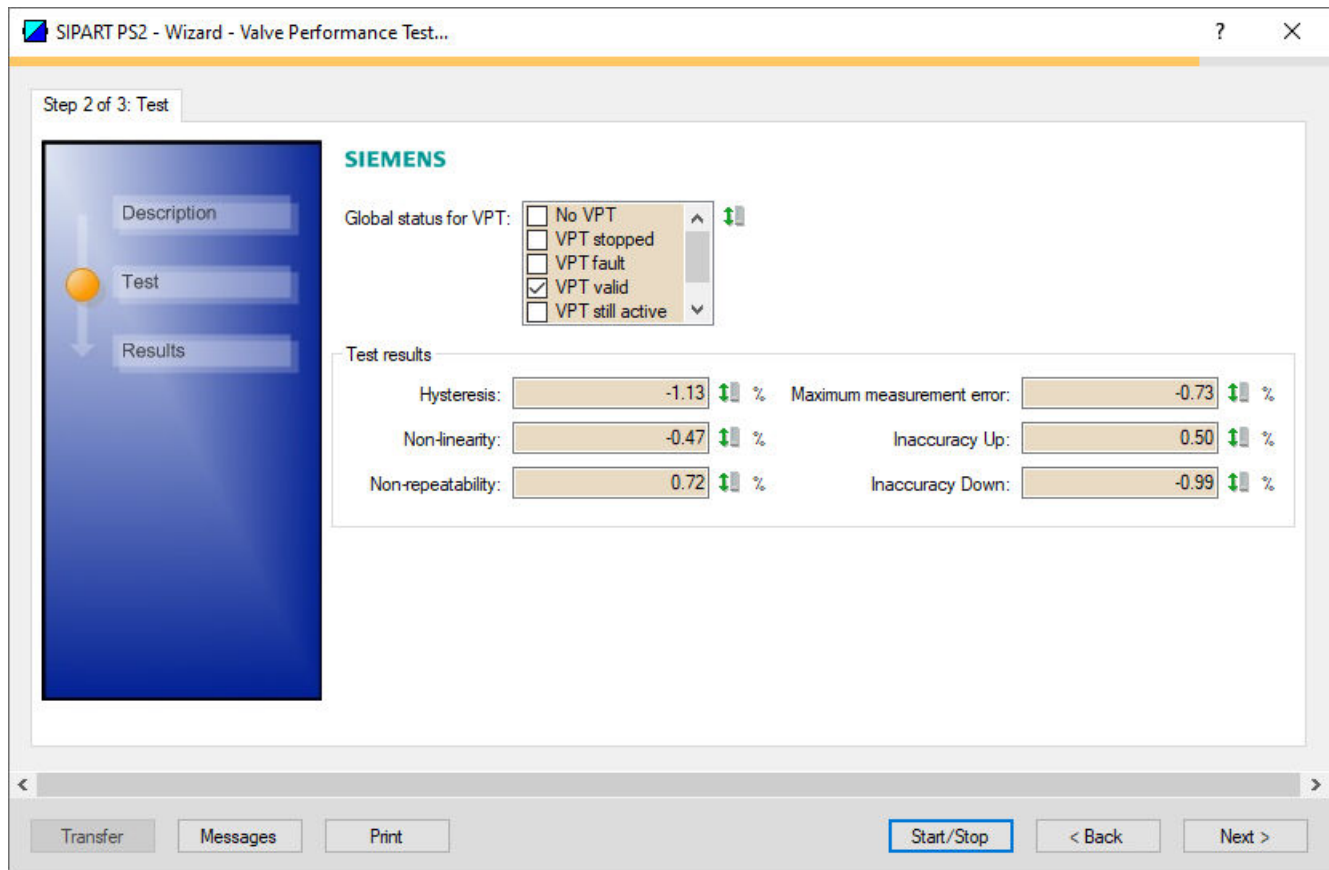 SIPART PS2 - Wizard - Valve Performance Test...
?
Step 2 of 3: Test
Description
Test
Results
SIEMENS
Global status for VPT:
No VPT
VPT stopped
VPT fault
VPT valid
VPT still active
Test results
Hysteresis: -1.13 % Maximum measurement error: -0.73 %
Non-linearity: -0.47 % Inaccuracy Up: 0.50 %
Non-repeatability: 0.72 % Inaccuracy Down: -0.99 %
Transfer Messages Print Start/Stop < Back Next >